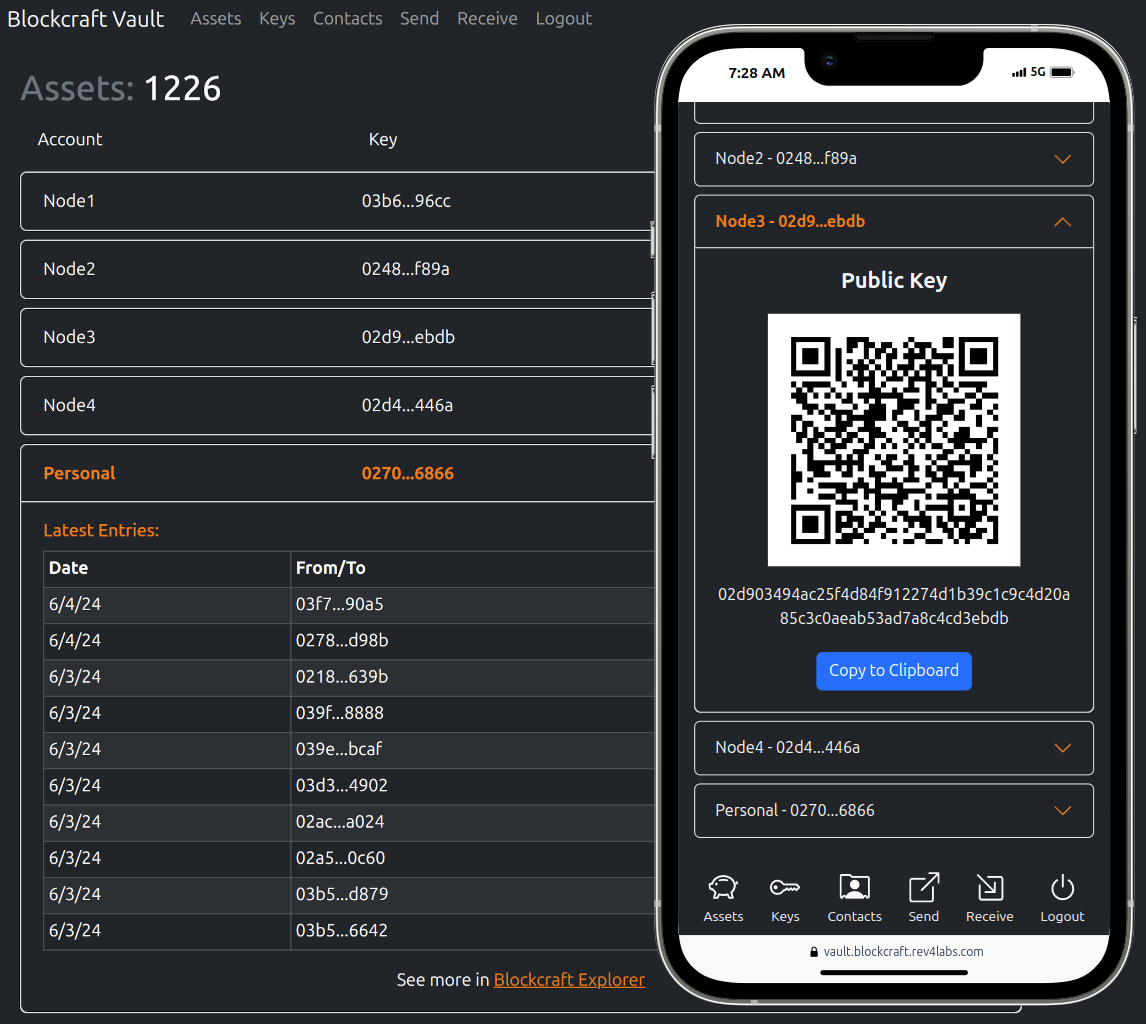 Blockcraft Vault Assets Keys Contacts Send Receive Logout
Assets: 1226
Account Key
Node1 03b6...96cc
Node2 0248...f89a
Node3 02d9...ebdb
Node4 02d4...446a
Personal 0270...6866
Latest Entries:
Date From/To
6/4/24 03f7...90a5
6/4/24 0278...d98b
6/3/24 0218...639b
6/3/24 039f...8888
6/3/24 039e...bcaf
6/3/24 03d3...4902
6/3/24 02ac...a024
6/3/24 02a5...0c60
6/3/24 03b5...d879
6/3/24 03b5...6642
See more in Blockcraft Explorer
7:28 AM 5G
Node2 - 0248...f89a
Node3 - 02d9...ebdb
Public Key
02d903494ac25f4d84f912274d1b39c1c9c4d20a
85c3c0aeab53ad7a8c4cd3ebdb
Copy to Clipboard
Node4 - 02d4...446a
Personal - 0270...6866
Assets Keys Contacts Send Receive Logout
vault.blockcraft.rev4labs.com